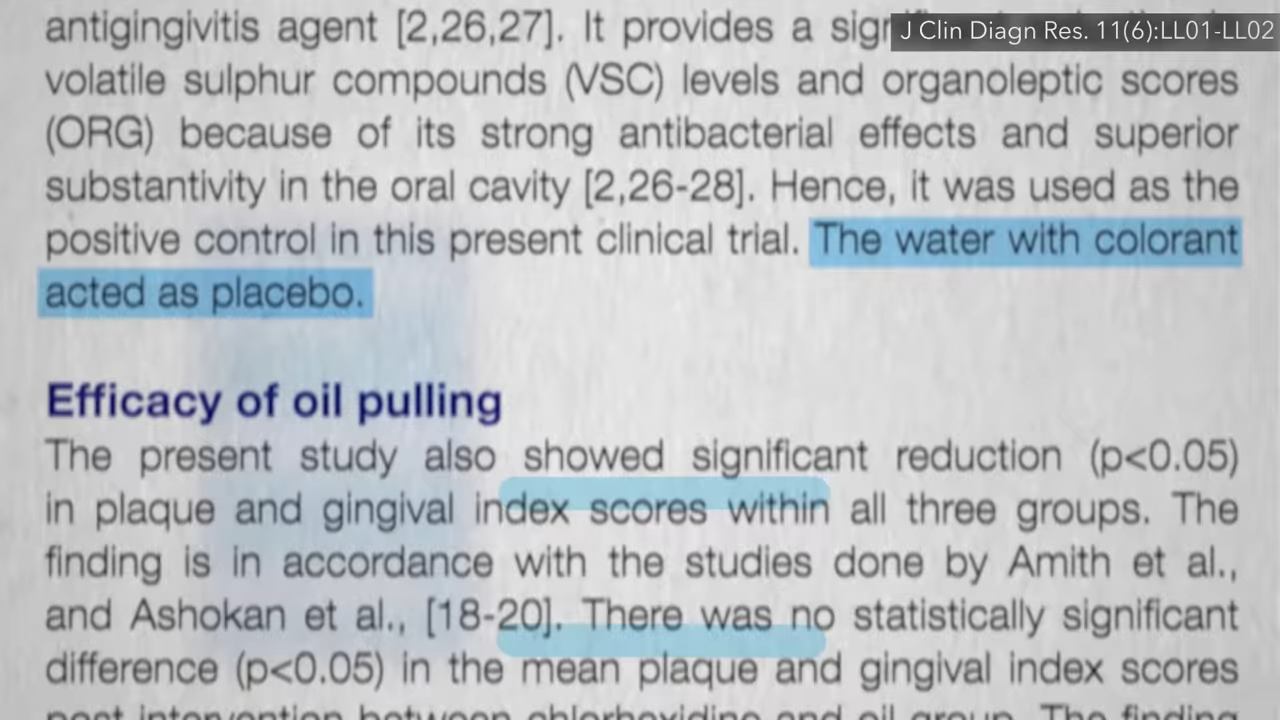 J Clin Diagn Res. 11(6):LL01-LL02
antigingivitis agent [2,26,27]. It provides a
volatile sulphur compounds (VSC) levels and organoleptic scores
(ORG) because of its strong antibacterial effects and superior
substantivity in the oral cavity [2,26-28]. Hence, it was used as the
positive control in this present clinical trial. The water with colorant
acted as placebo.
Efficacy of oil pulling
The present study also showed significant reduction (p<0.05)
in plaque and gingival index scores within all three groups. The
finding is in accordance with the studies done by Amith et al.,
and Ashokan et al., [18-20]. There was no statistically significant
difference (p<0.05) in the mean plaque and gingival index scores